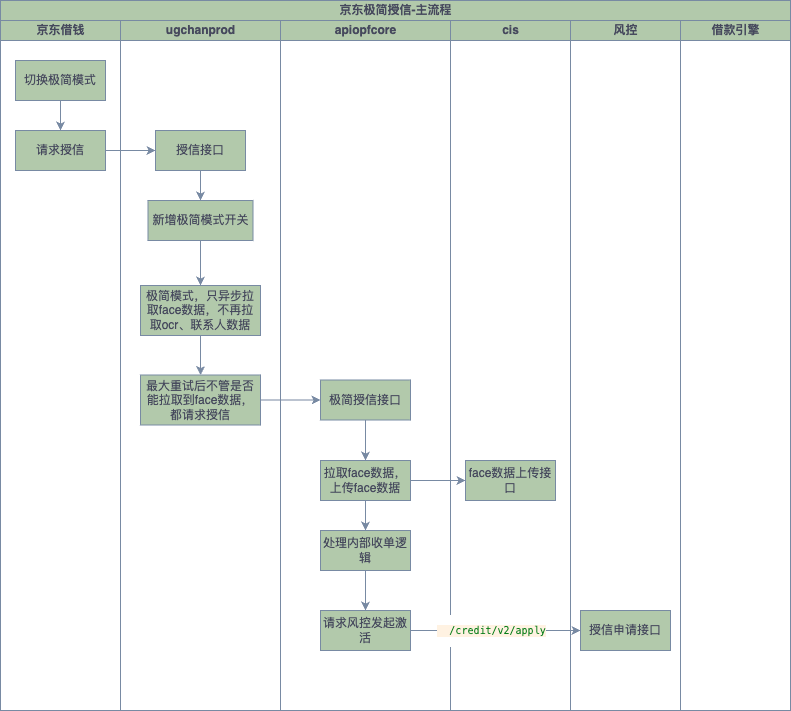 京东极简授信-主流程
京东借钱
ugchanprod
apiopfcore
cis
风控
借款引擎
切换极简模式
请求授信
授信接口
新增极简模式开关
极简模式，只异步拉
取face数据，不再拉
取ocr、联系人数据
最大重试后不管是否
能拉取到face数据，
都请求授信
极简授信接口
拉取face数据，
上传face数据
face数据上传接
口
处理内部收单逻
辑
请求风控发起激
活
/credit/v2/apply
授信申请接口